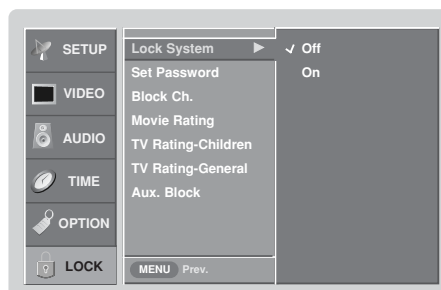 SETUP
VIDEO
AUDIO
TIME
OPTION
LOCK
Lock System
Set Password
Block Ch.
Movie Rating
TV Rating-Children
TV Rating-General
Aux. Block
MENU Prev.
✓ Off
On